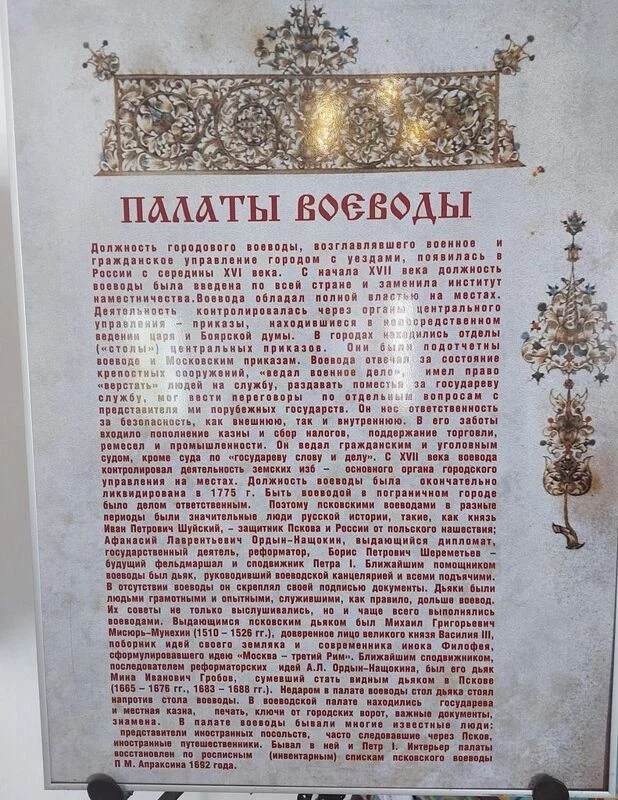 ПАЛАТЫ ВОЕВОДЫ
Должность городового воеводы, возглавлявшего военное и
гражданское управление городом с уездами, появилась в
России с середины XVI века. С начала XVII века должность
воеводы была введена по всей стране и заменила институт
наместничества.Воевода обладал полной властью на местах.
Деятельность контролировалась через органы центрального
управления – приказы, находившиеся в непосредственном
ведении царя и Боярской думы. В городах находились отделы
(«столы») центральных приказов. Они были подотчетны
воеводе и Московским приказам. Воевода отвечал за состояние
крепостных сооружений, «ведал военное дело», имел право
«верстать» людей на службу, раздавать поместья за государеву
службу, мог вести переговоры по отдельным вопросам с
представителя ми порубежных государств. Он нес ответственность
за безопасность, как внешнюю, так и внутреннюю. В его заботы
входило пополнение казны и сбор налогов, поддержание торговли,
ремесел и промышленности. Он ведал гражданским и уголовным
судом, кроме суда по «государеву слову и делу». С XVII века воевода
контролировал деятельность земских изб – основного органа городского
управления на местах. Должность воеводы была окончательно
ликвидирована в 1775 г. Быть воеводой в пограничном городе
было делом ответственным. Поэтому псковскими воеводами в разные
периоды были значительные люди русской истории, такие, как князь
Иван Петрович Шуйский, – защитник Пскова и России от польского нашествия;
Афанасий Лаврентьевич Ордын-Нащокин, выдающийся дипломат,
государственный деятель, реформатор, Борис Петрович Шереметьев –
будущий фельдмаршал и сподвижник Петра I. Ближайшим помощником
воеводы был дьяк, руководивший воеводской канцелярией и всеми подъячими.
В отсутствии воеводы он скреплял своей подписью документы. Дьяки были
людьми грамотными и опытными, служившими, как правило, дольше воевод.
Их советы не только выслушивались, но и чаще всего выполнялись
воеводами. Выдающимся псковским дьяком был Михаил Григорьевич
Мисюрь-Мунехин (1510 – 1526 гг.), доверенное лицо великого князя Василия III,
поборник идей своего земляка и современника инока Филофея,
сформулировавшего идею «Москва – третий Рим». Ближайшим сподвижником,
последователем реформаторских идей А.Л. Ордын-Нащокина, был его дьяк
Мина Иванович Гробов, сумевший стать видным дьяком в Пскове
(1665 – 1676 гг., 1683 – 1688 гг.). Недаром в палате воеводы стол дьяка стоял
напротив стола воеводы. В воеводской палате находились государева
и местная казна, печать, ключи от городских ворот, важные документы,
знамена. В палате воеводы бывали многие известные люди:
представители иностранных посольств, часто следовавшие через Псков,
иностранные путешественники. Бывал в ней и Петр I. Интерьер палаты
восстановлен по росписным (инвентарным) спискам псковского воеводы
П М. Апраксина 1692 года.